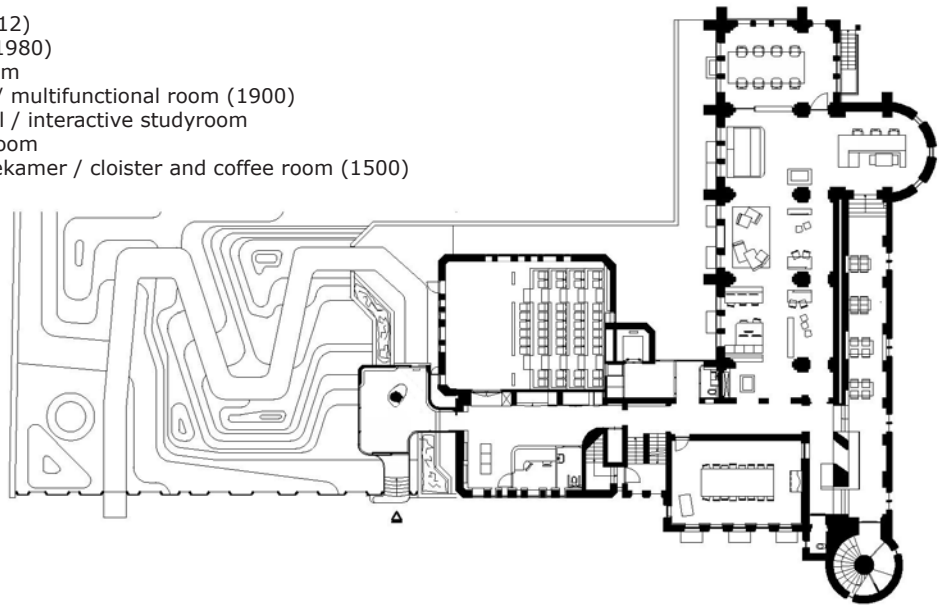 12)
1980)
m
/ multifunctional room (1900)
l / interactive studyroom
oom
ekamer / cloister and coffee room (1500)